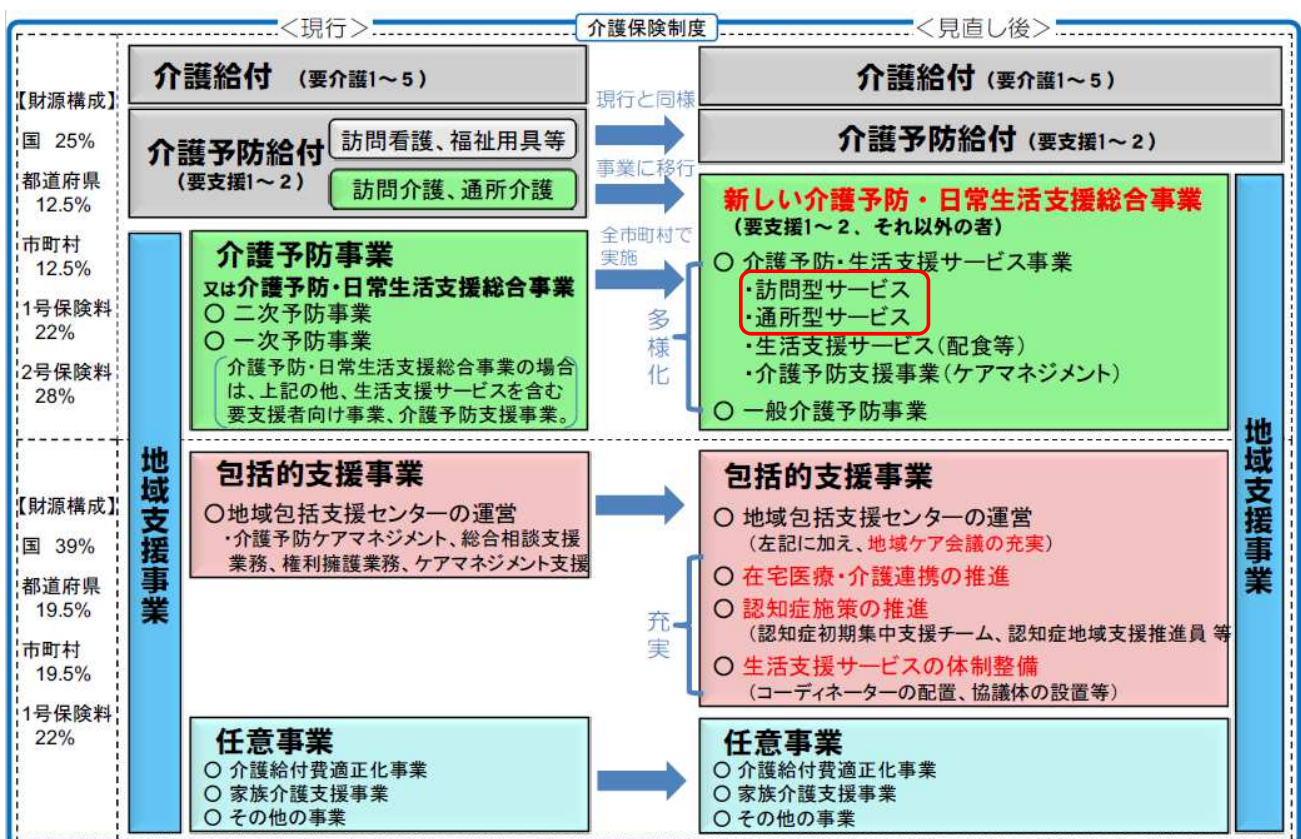 ＜現行＞
介護保険制度
＜見直し後＞
【財源構成】
国 25%
都道府県
12.5%
市町村
12.5%
1号保険料
22%
2号保険料
28%
介護給付 （要介護1～5）
介護予防給付
（要支援1～2）
訪問看護、福祉用具等
訪問介護、通所介護
現行と同様
事業に移行
全市町村で
実施
多
様
化
介護給付（要介護1～5）
介護予防給付（要支援1～2）
介護予防事業
又は介護予防・日常生活支援総合事業
○ 二次予防事業
○ 一次予防事業
介護予防・日常生活支援総合事業の場合
は、上記の他、生活支援サービスを含む
要支援者向け事業、介護予防支援事業。
新しい介護予防・日常生活支援総合事業
（要支援1～2、それ以外の者）
○ 介護予防・生活支援サービス事業
・訪問型サービス
・通所型サービス
・生活支援サービス（配食等）
・介護予防支援事業（ケアマネジメント）
○ 一般介護予防事業
【財源構成】
国 39%
都道府県
19.5%
市町村
19.5%
1号保険料
22%
地域支援事業
包括的支援事業
○地域包括支援センターの運営
・介護予防ケアマネジメント、総合相談支援
業務、権利擁護業務、ケアマネジメント支援
充
実
包括的支援事業
○ 地域包括支援センターの運営
（左記に加え、地域ケア会議の充実）
○ 在宅医療・介護連携の推進
○ 認知症施策の推進
（認知症初期集中支援チーム、認知症地域支援推進員 等
○ 生活支援サービスの体制整備
（コーディネーターの配置、協議体の設置等）
地域支援事業
任意事業
○ 介護給付費適正化事業
○ 家族介護支援事業
○ その他の事業
任意事業
○ 介護給付費適正化事業
○ 家族介護支援事業
○ その他の事業